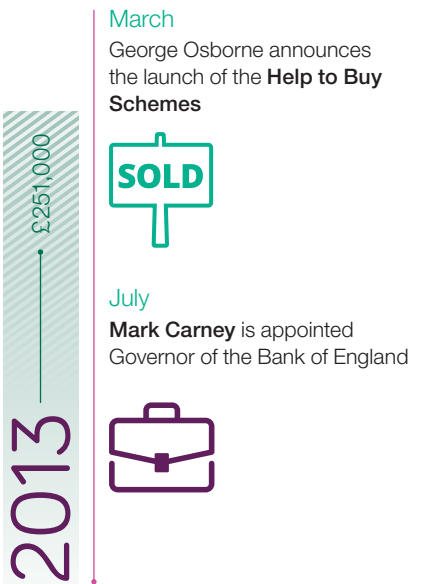 March
George Osborne announces
the launch of the Help to Buy
Schemes
SOLD
July
Mark Carney is appointed
Governor of the Bank of England
£251,000
2013